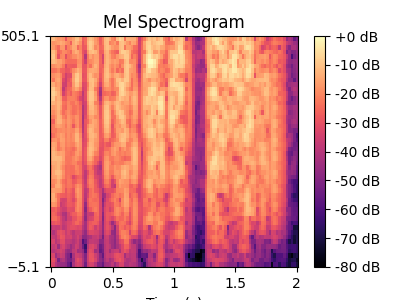 Mel Spectrogram
505.1
−5.1
0
0.5
1
1.5
2
+0 dB
-10 dB
-20 dB
-30 dB
-40 dB
-50 dB
-60 dB
-70 dB
-80 dB